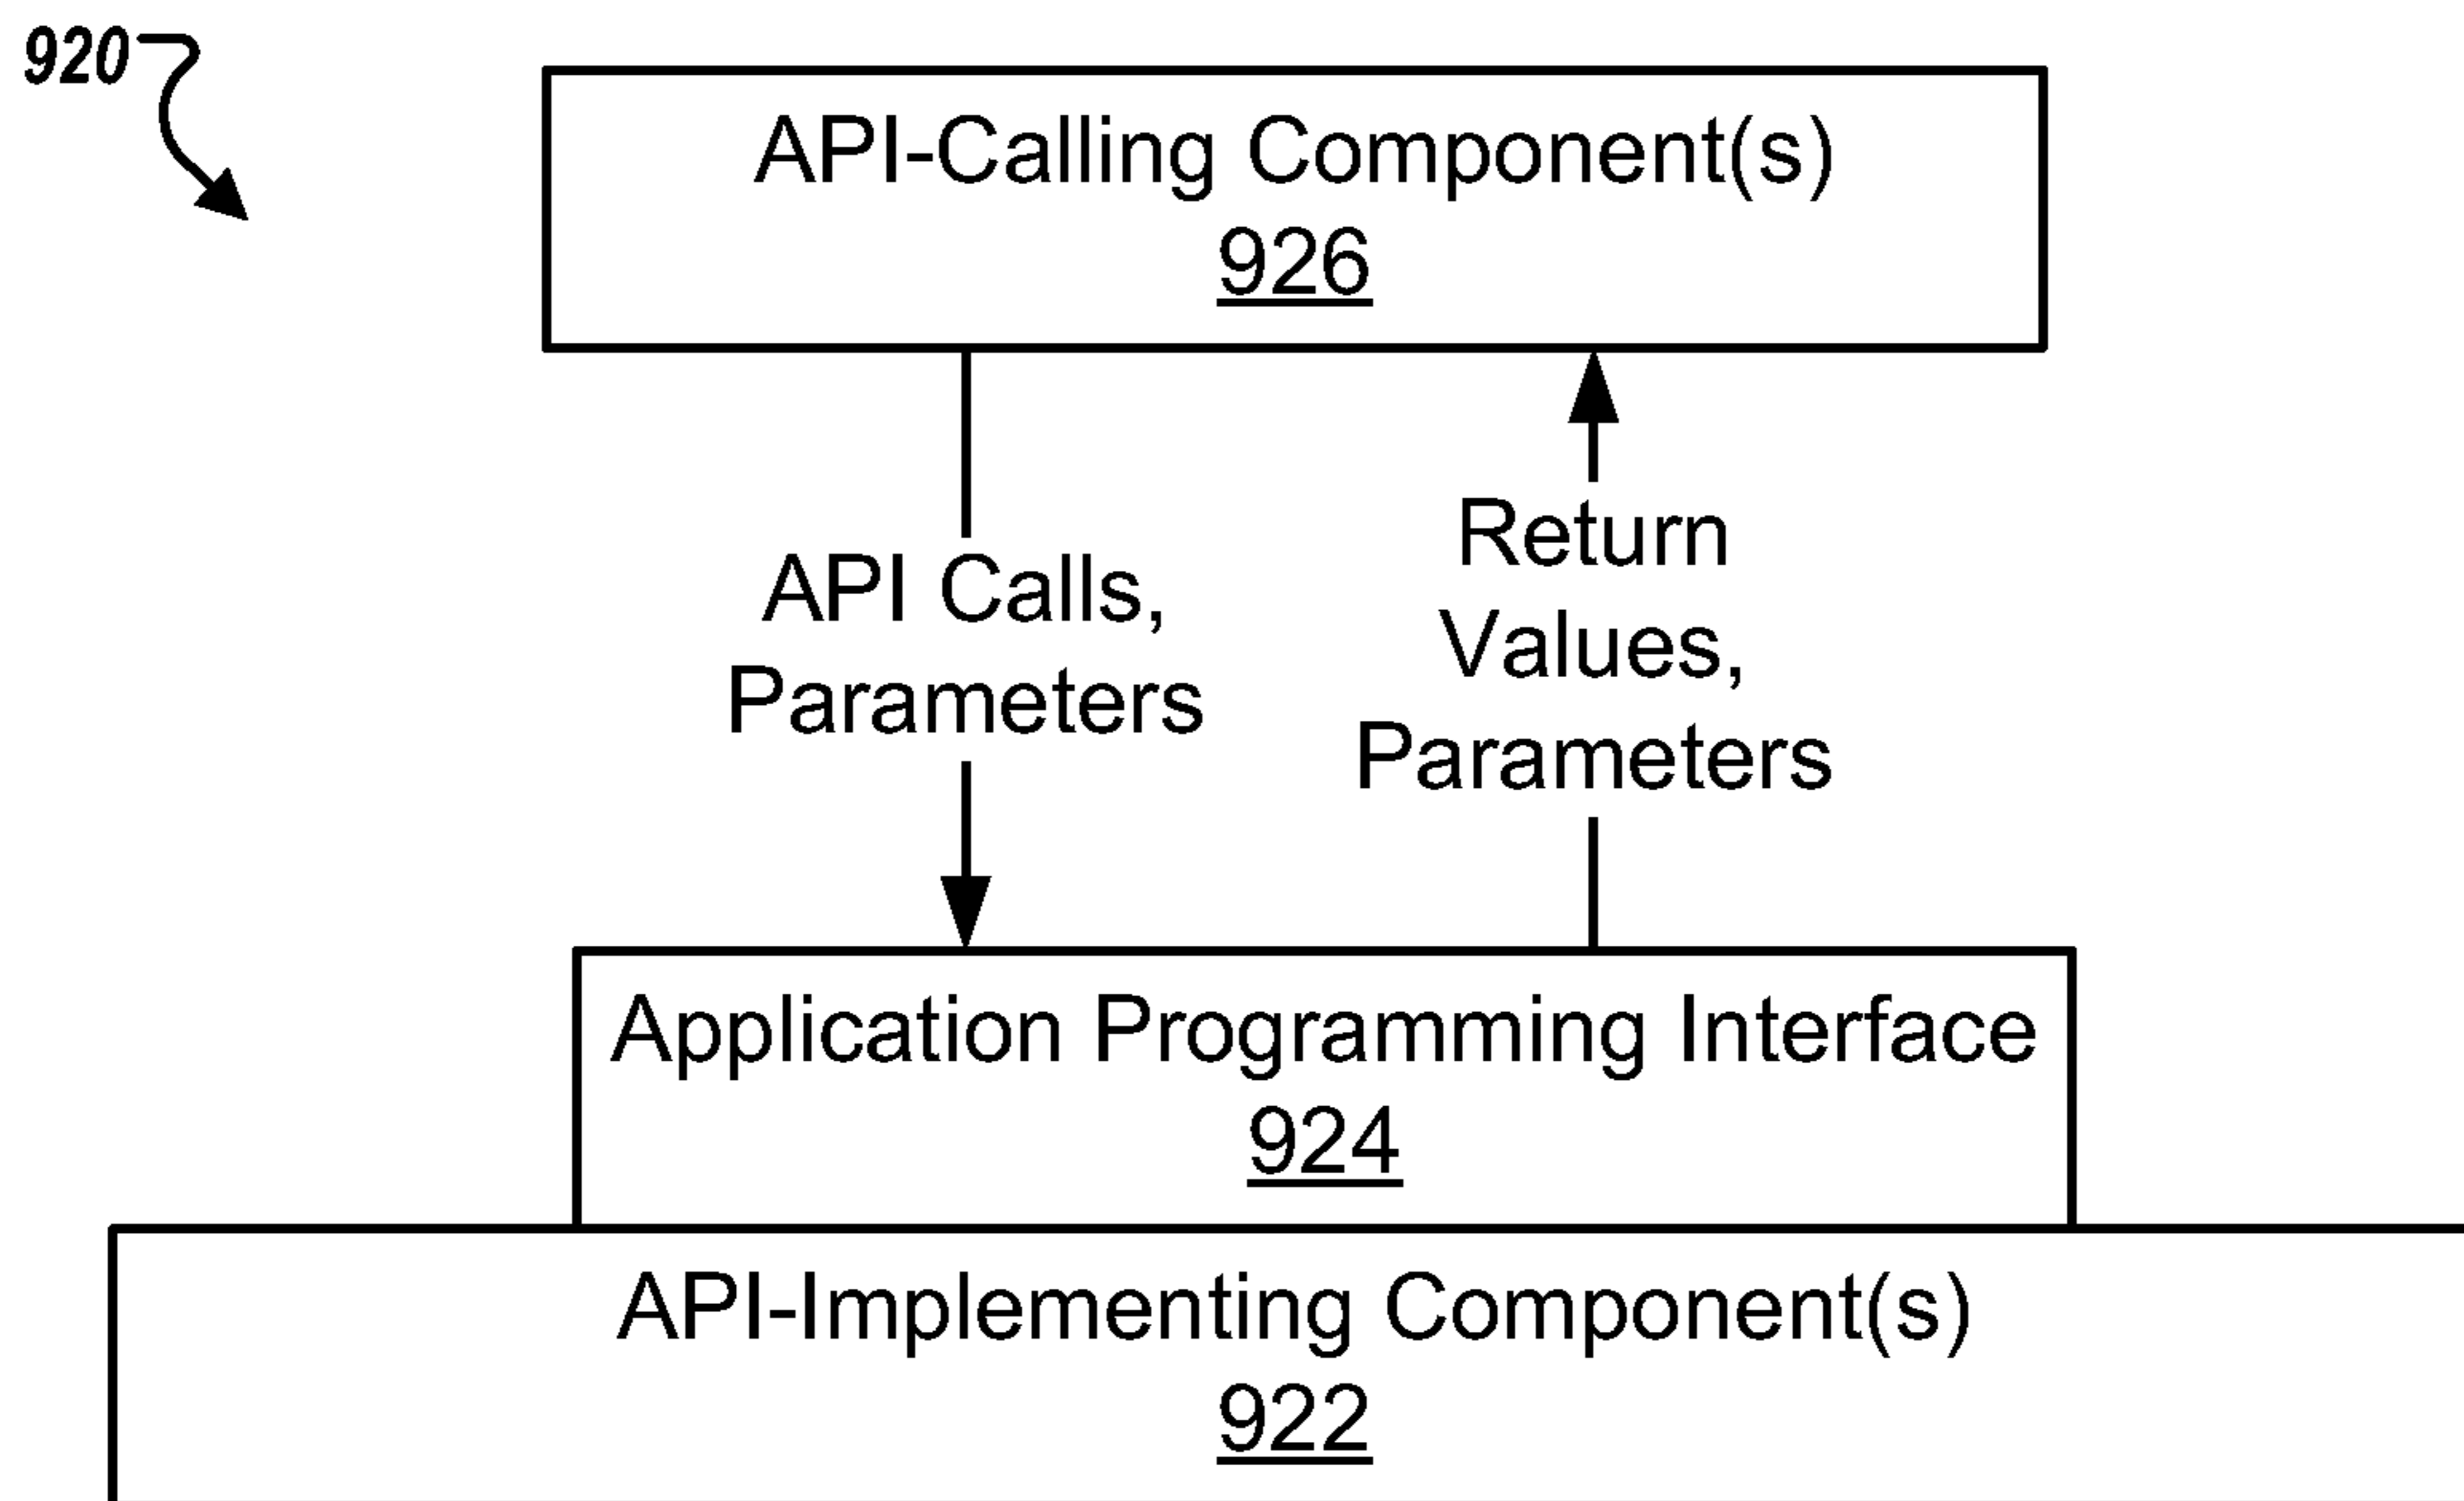 920
API-Calling Component(s)
926
API Calls,
Parameters
Return
Values,
Parameters
Application Programming Interface
924
API-Implementing Component(s)
922